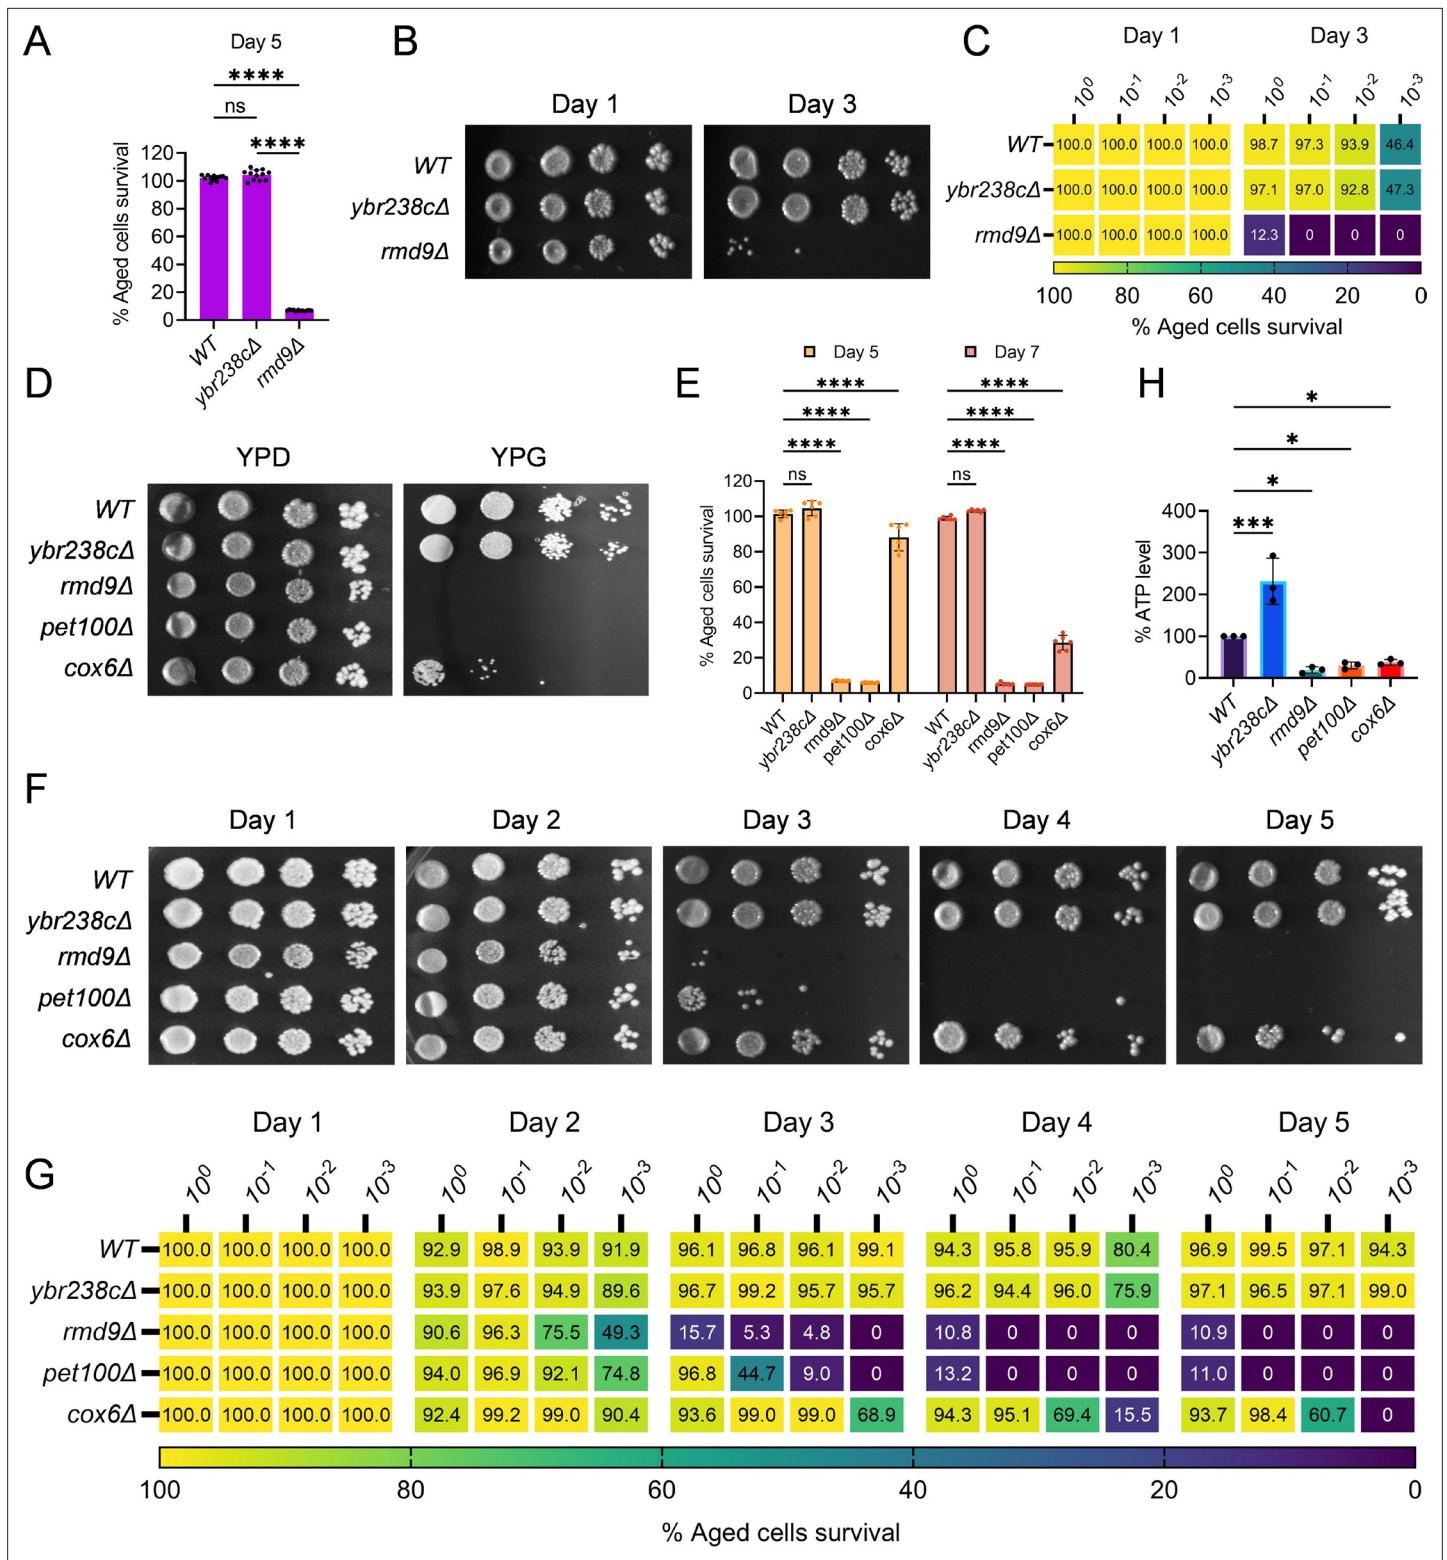 A
Day 5
****
ns
****
% Aged cells survival
120
100
80
60
40
20
0
WT
ybr238cΔ
rmd9Δ
B
Day 1
Day 3
WT
ybr238cΔ
rmd9Δ
C
Day 1 Day 3
10⁰ 10⁻¹ 10⁻² 10⁻³ 10⁰ 10⁻¹ 10⁻² 10⁻³
WT 100.0 100.0 100.0 100.0 98.7 97.3 93.9 46.4
ybr238cΔ 100.0 100.0 100.0 100.0 97.1 97.0 92.8 47.3
rmd9Δ 100.0 100.0 100.0 100.0 12.3 0 0 0
100 80 60 40 20 0
% Aged cells survival
D
YPD YPG
WT
ybr238cΔ
rmd9Δ
pet100Δ
cox6Δ
E
Day 5 Day 7
**** ****
**** ****
**** ****
ns ns
% Aged cells survival
120
100
80
60
40
20
0
WT
ybr238cΔ
rmd9Δ
pet100Δ
cox6Δ
WT
ybr238cΔ
rmd9Δ
pet100Δ
cox6Δ
H
*
*
*
***
% ATP level
400
300
200
100
0
WT
ybr238cΔ
rmd9Δ
pet100Δ
cox6Δ
F
Day 1 Day 2 Day 3 Day 4 Day 5
WT
ybr238cΔ
rmd9Δ
pet100Δ
cox6Δ
G
Day 1 Day 2 Day 3 Day 4 Day 5
10⁰ 10⁻¹ 10⁻² 10⁻³ 10⁰ 10⁻¹ 10⁻² 10⁻³ 10⁰ 10⁻¹ 10⁻² 10⁻³ 10⁰ 10⁻¹ 10⁻² 10⁻³ 10⁰ 10⁻¹ 10⁻² 10⁻³
WT 100.0 100.0 100.0 100.0 92.9 98.9 93.9 91.9 96.1 96.8 96.1 99.1 94.3 95.8 95.9 80.4 96.9 99.5 97.1 94.3
ybr238cΔ 100.0 100.0 100.0 100.0 93.9 97.6 94.9 89.6 96.7 99.2 95.7 95.7 96.2 94.4 96.0 75.9 97.1 96.5 97.1 99.0
rmd9Δ 100.0 100.0 100.0 100.0 90.6 96.3 75.5 49.3 15.7 5.3 4.8 0 10.8 0 0 0 10.9 0 0 0
pet100Δ 100.0 100.0 100.0 100.0 94.0 96.9 92.1 74.8 96.8 44.7 9.0 0 13.2 0 0 0 11.0 0 0 0
cox6Δ 100.0 100.0 100.0 100.0 92.4 99.2 99.0 90.4 93.6 99.0 99.0 68.9 94.3 95.1 69.4 15.5 93.7 98.4 60.7 0
100 80 60 40 20 0
% Aged cells survival